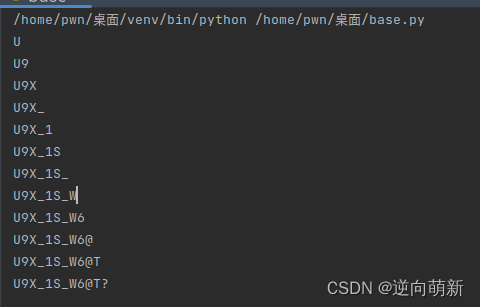 /home/pwn/桌面/venv/bin/python /home/pwn/桌面/base.py
U
U9
U9X
U9X_
U9X_1
U9X_1S
U9X_1S_
U9X_1S_W
U9X_1S_W6
U9X_1S_W6@
U9X_1S_W6@T
U9X_1S_W6@T?
CSDN @逆向萌新